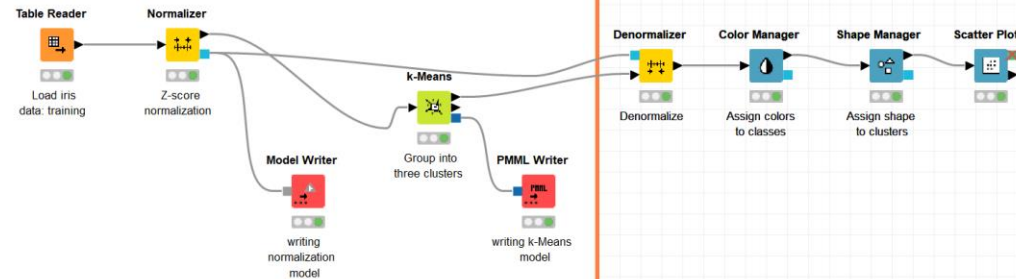 Table Reader
Load iris
data: training
Normalizer
Z-score
normalization
k-Means
Group into
three clusters
Model Writer
writing
normalization
model
PMML Writer
PMML
writing k-Means
model
Denormalizer
Denormalize
Color Manager
Assign colors
to classes
Shape Manager
Assign shape
to clusters
Scatter Plot